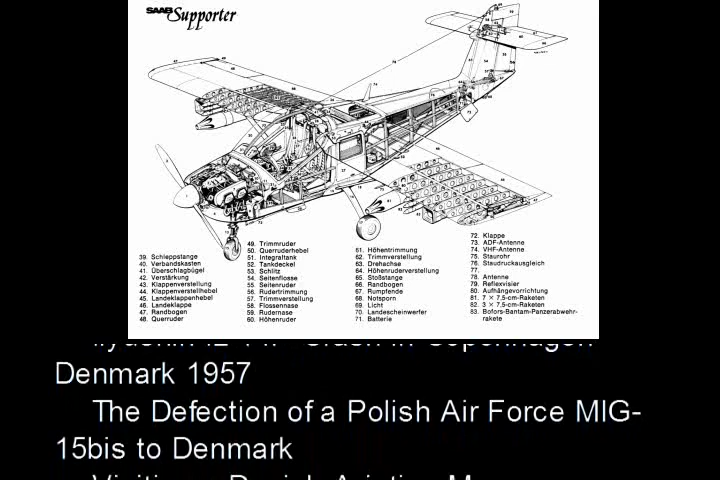 SAAB Supporter
39. Schleppstange
40. Verbandskasten
41. Überschlagbügel
42. Verstärkung
43. Klappenverstellung
44. Klappenverstellhebel
45. Landeklappenhebel
46. Landeklappe
47. Randbogen
48. Querruder
49. Trimmruder
50. Querruderhebel
51. Integraltank
52. Tankdeckel
53. Schlitz
54. Seitenflosse
55. Seitenruder
56. Rudertrimmung
57. Trimmverstellung
58. Flossennase
59. Rudernase
60. Höhenruder
61. Höhentrimmung
62. Trimmverstellung
63. Drehachse
64. Höhenruderverstellung
65. Stoßstange
66. Randbogen
67. Rumpfende
68. Notsporn
69. Licht
70. Landescheinwerfer
71. Batterie
72. Klappe
73. ADF-Antenne
74. VHF-Antenne
75. Staurohr
76. Staudruckausgleich
77.
78. Antenne
79. Reflexvisier
80. Aufhängevorrichtung
81. 7 × 7,5-cm-Raketen
82. 3 × 7,5-cm-Raketen
83. Bofors-Bantam-Panzerabwehr-
rakete
Denmark 1957
The Defection of a Polish Air Force MIG-
15bis to Denmark